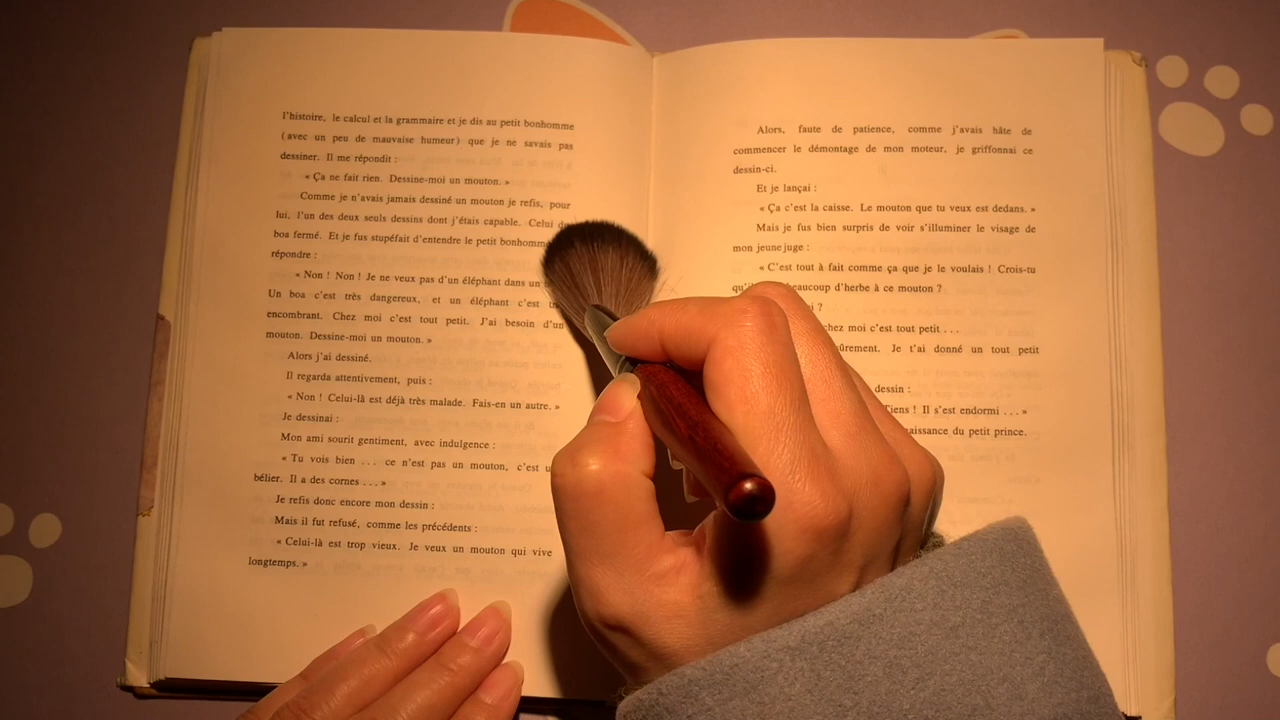 l'histoire, le calcul et la grammaire et je dis au petit bonhomme
(avec un peu de mauvaise humeur) que je ne savais pas
dessiner. Il me répondit :
« Ça ne fait rien. Dessine-moi un mouton. »
Comme je n'avais jamais dessiné un mouton je refis, pour
lui, l'un des deux seuls dessins dont j'étais capable. Celui
boa fermé. Et je fus stupéfait d'entendre le petit bonhomme
répondre :
« Non ! Non ! Je ne veux pas d'un éléphant dans un
Un boa c'est très dangereux, et un éléphant c'est
encombrant. Chez moi c'est tout petit. J'ai besoin d'un
mouton. Dessine-moi un mouton. »
Alors j'ai dessiné.
Il regarda attentivement, puis :
« Non ! Celui-là est déjà très malade. Fais-en un autre. »
Je dessinai :
Mon ami sourit gentiment, avec indulgence :
« Tu vois bien . . . ce n'est pas un mouton, c'est
bélier. Il a des cornes . . . »
Je refis donc encore mon dessin :
Mais il fut refusé, comme les précédents :
« Celui-là est trop vieux. Je veux un mouton qui vive
longtemps. »
Alors, faute de patience, comme j'avais hâte de
commencer le démontage de mon moteur, je griffonnai ce
dessin-ci.
Et je lançai :
« Ça c'est la caisse. Le mouton que tu veux est dedans. »
Mais je fus bien surpris de voir s'illuminer le visage de
mon jeune juge :
« C'est tout à fait comme ça que je le voulais ! Crois-tu
beaucoup d'herbe à ce mouton ?
?
chez moi c'est tout petit . . .
Je t'ai donné un tout petit
dessin :
Tiens ! Il s'est endormi . . . »
du petit prince.